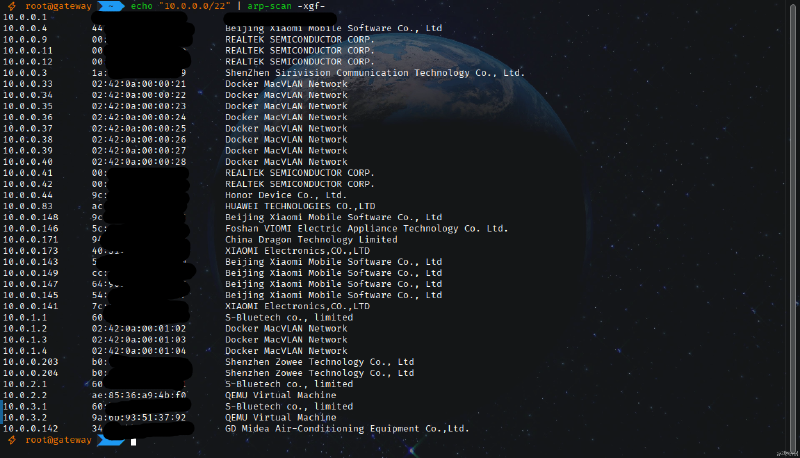 root@gateway ~ echo "10.0.0.0/22" | arp-scan -xgf-
10.0.0.1
10.0.0.4 44 Beijing Xiaomi Mobile Software Co., Ltd
10.0.0.9 00: REALTEK SEMICONDUCTOR CORP.
10.0.0.11 00: REALTEK SEMICONDUCTOR CORP.
10.0.0.12 00: REALTEK SEMICONDUCTOR CORP.
10.0.0.3 1a: 9 ShenZhen Sirivision Communication Technology Co., Ltd.
10.0.0.33 02:42:0a:00:00:21 Docker MacVLAN Network
10.0.0.34 02:42:0a:00:00:22 Docker MacVLAN Network
10.0.0.35 02:42:0a:00:00:23 Docker MacVLAN Network
10.0.0.36 02:42:0a:00:00:24 Docker MacVLAN Network
10.0.0.37 02:42:0a:00:00:25 Docker MacVLAN Network
10.0.0.38 02:42:0a:00:00:26 Docker MacVLAN Network
10.0.0.39 02:42:0a:00:00:27 Docker MacVLAN Network
10.0.0.40 02:42:0a:00:00:28 Docker MacVLAN Network
10.0.0.41 00: REALTEK SEMICONDUCTOR CORP.
10.0.0.42 00: REALTEK SEMICONDUCTOR CORP.
10.0.0.44 9c: Honor Device Co., Ltd.
10.0.0.83 ac HUAWEI TECHNOLOGIES CO.,LTD
10.0.0.148 9c Beijing Xiaomi Mobile Software Co., Ltd
10.0.0.146 5c: Foshan VIOMI Electric Appliance Technology Co. Ltd.
10.0.0.171 94 China Dragon Technology Limited
10.0.0.173 XIAOMI Electronics,CO.,LTD
10.0.0.143 5 Beijing Xiaomi Mobile Software Co., Ltd
10.0.0.149 cc: Beijing Xiaomi Mobile Software Co., Ltd
10.0.0.147 64: Beijing Xiaomi Mobile Software Co., Ltd
10.0.0.145 54: Beijing Xiaomi Mobile Software Co., Ltd
10.0.0.141 7c: XIAOMI Electronics,CO.,LTD
10.0.1.1 60 S-Bluetech co., limited
10.0.1.2 02:42:0a:00:01:02 Docker MacVLAN Network
10.0.1.3 02:42:0a:00:01:03 Docker MacVLAN Network
10.0.1.4 02:42:0a:00:01:04 Docker MacVLAN Network
10.0.0.203 b0: Shenzhen Zowee Technology Co., Ltd
10.0.0.204 b0: Shenzhen Zowee Technology Co., Ltd
10.0.2.1 60: S-Bluetech co., limited
10.0.2.2 ae:85:36:a9:4b:f0 QEMU Virtual Machine
10.0.3.1 60: S-Bluetech co., limited
10.0.3.2 9a:6b:93:51:37:92 QEMU Virtual Machine
10.0.0.142 34 GD Midea Air-Conditioning Equipment Co.,Ltd.
root@gateway ~